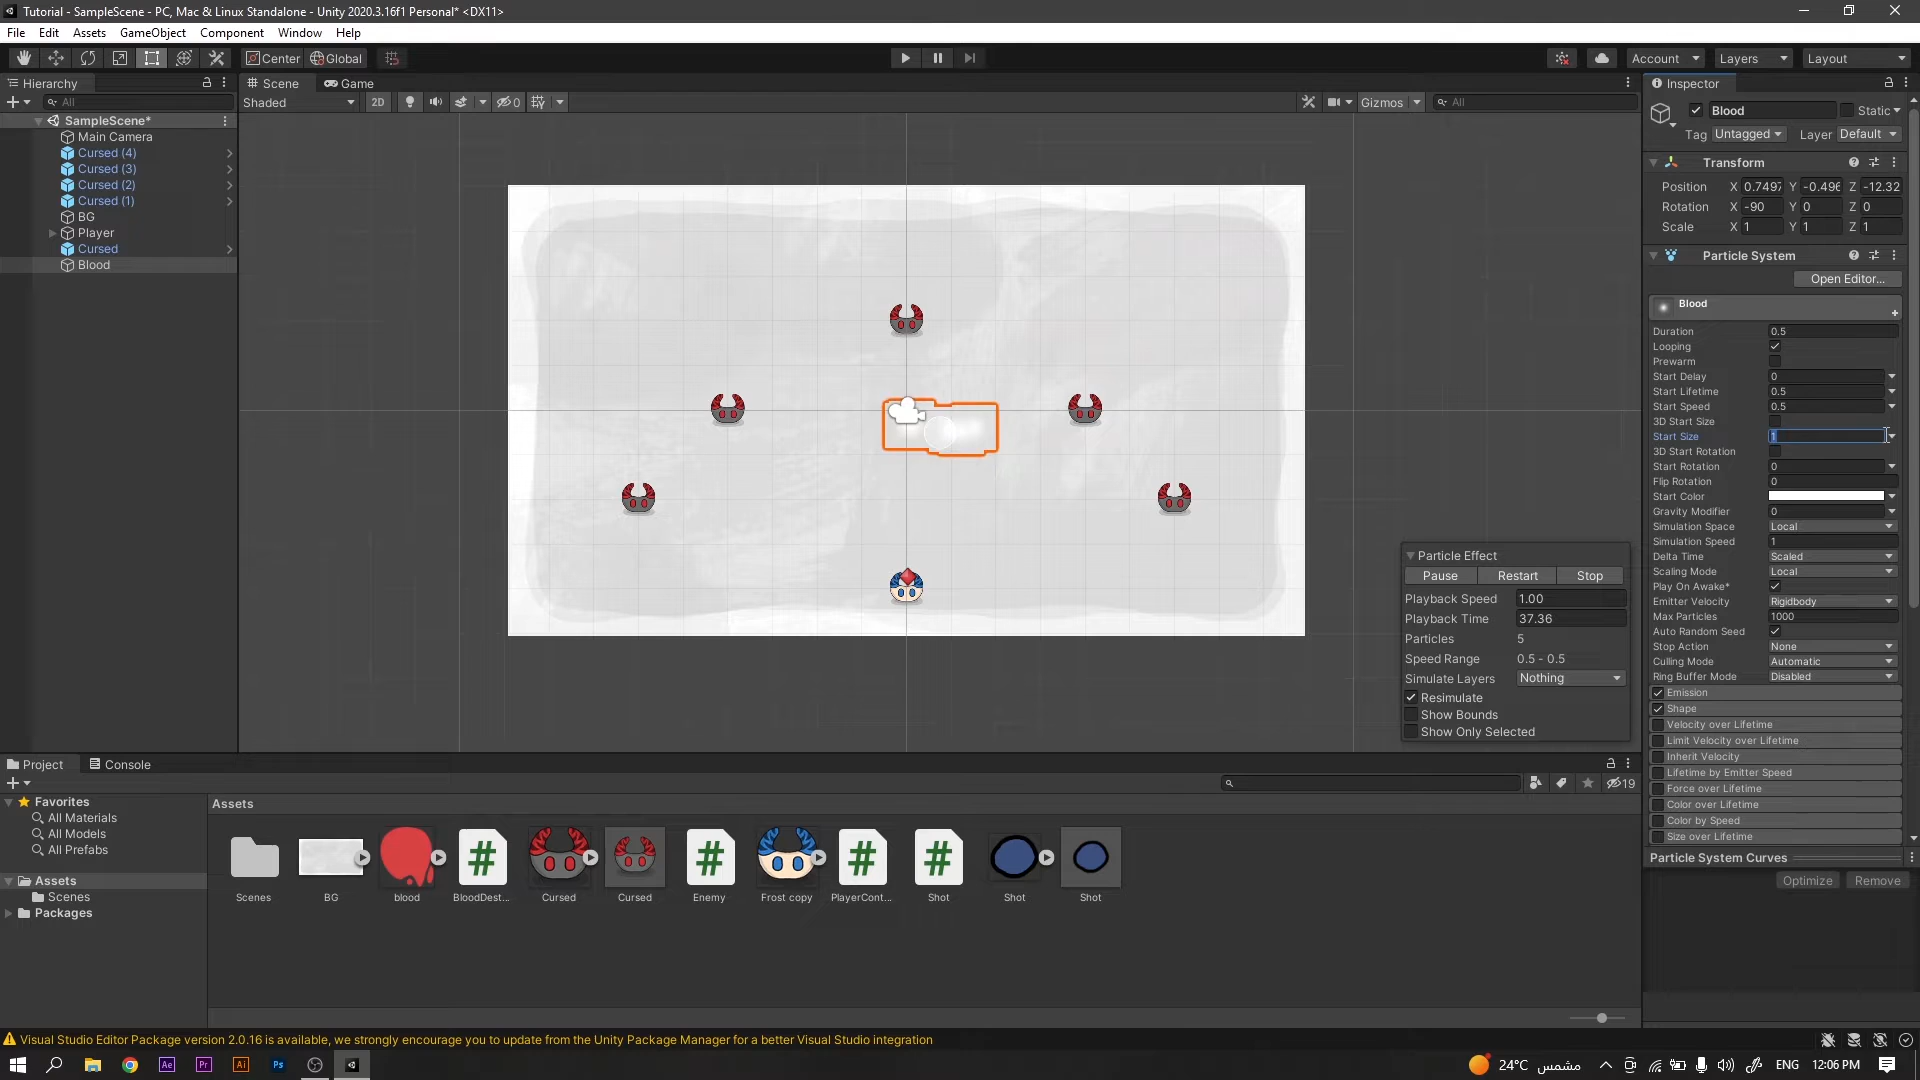 Tutorial - SampleScene - PC, Mac & Linux Standalone - Unity 2020.3.16f1 Personal* <DX11>
File Edit Assets GameObject Component Window Help
Center Global Account Layers Layout
Hierarchy
All
SampleScene*
Main Camera
Cursed (4)
Cursed (3)
Cursed (2)
Cursed (1)
BG
Player
Cursed
Blood
Scene Game
Shaded 2D 0 Gizmos All
Particle Effect
Pause Restart Stop
Playback Speed 1.00
Playback Time 37.36
Particles 5
Speed Range 0.5 - 0.5
Simulate Layers Nothing
Resimulate
Show Bounds
Show Only Selected
Inspector
Blood Static
Tag Untagged Layer Default
Transform
Position X 0.7497 Y -0.496 Z -12.32
Rotation X -90 Y 0 Z 0
Scale X 1 Y 1 Z 1
Particle System
Open Editor...
Blood
Duration 0.5
Looping
Prewarm
Start Delay 0
Start Lifetime 0.5
Start Speed 0.5
3D Start Size
Start Size 1
3D Start Rotation
Start Rotation 0
Flip Rotation 0
Start Color
Gravity Modifier 0
Simulation Space Local
Simulation Speed 1
Delta Time Scaled
Scaling Mode Local
Play On Awake*
Emitter Velocity Rigidbody
Max Particles 1000
Auto Random Seed
Stop Action None
Culling Mode Automatic
Ring Buffer Mode Disabled
Emission
Shape
Velocity over Lifetime
Limit Velocity over Lifetime
Inherit Velocity
Lifetime by Emitter Speed
Force over Lifetime
Color over Lifetime
Color by Speed
Size over Lifetime
Particle System Curves
Optimize Remove
Project Console
19
Favorites
All Materials
All Models
All Prefabs
Assets
Scenes
Packages
Assets
Scenes BG blood BloodDest... Cursed Cursed Enemy Frost copy PlayerCont... Shot Shot Shot
Visual Studio Editor Package version 2.0.16 is available, we strongly encourage you to update from the Unity Package Manager for a better Visual Studio integration
Ae Pr Ai Ps 24°C مشمس ENG 12:06 PM